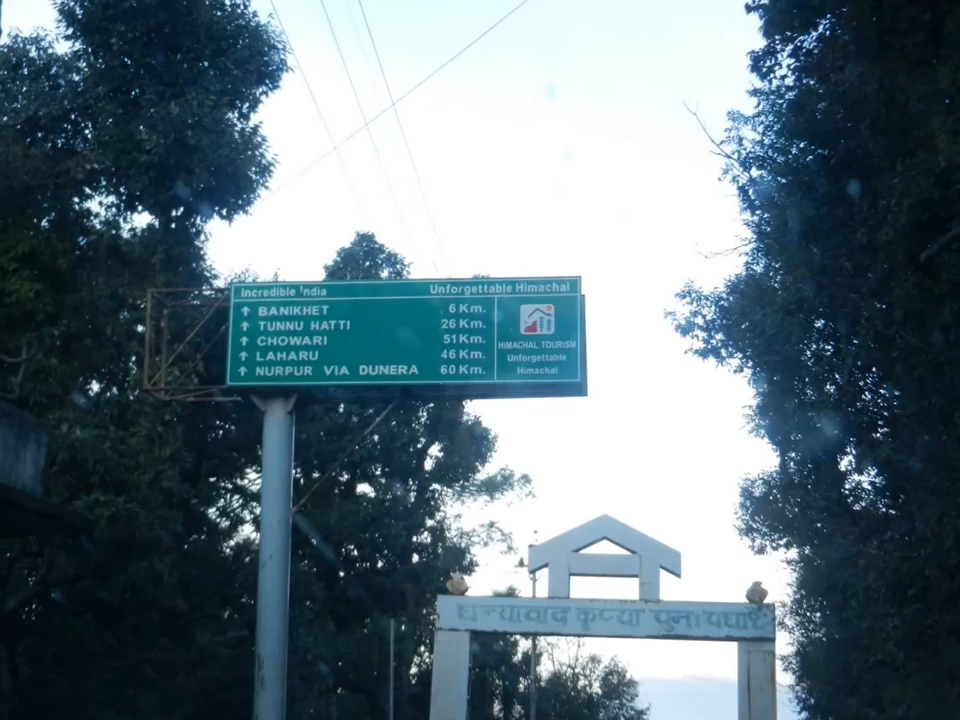 Incredible India
Unforgettable Himachal
↑ BANIKHET 6 Km.
↑ TUNNU HATTI 26 Km.
↑ CHOWARI 51 Km.
↑ LAHARU 46 Km.
↑ NURPUR VIA DUNERA 60 Km.
HIMACHAL TOURISM
Unforgettable
Himachal
धन्यावाद कृप्या पुनः पधारें